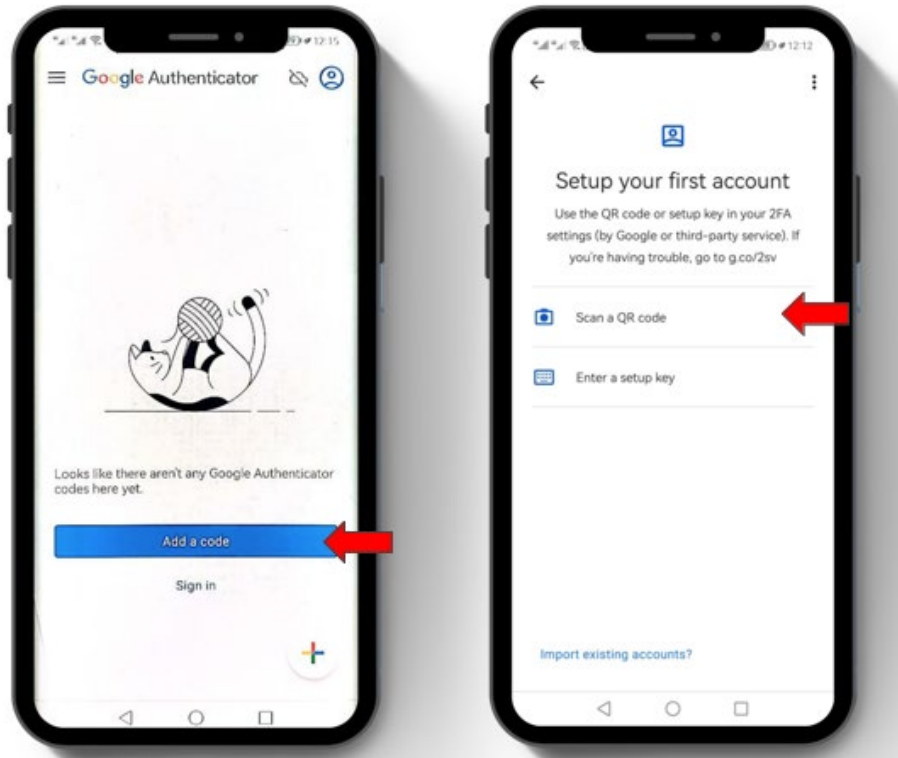 12:15
Google Authenticator
Looks like there aren't any Google Authenticator
codes here yet.
Add a code
Sign in
12:12
Setup your first account
Use the QR code or setup key in your 2FA
settings (by Google or third-party service). If
you're having trouble, go to g.co/2sv
Scan a QR code
Enter a setup key
Import existing accounts?